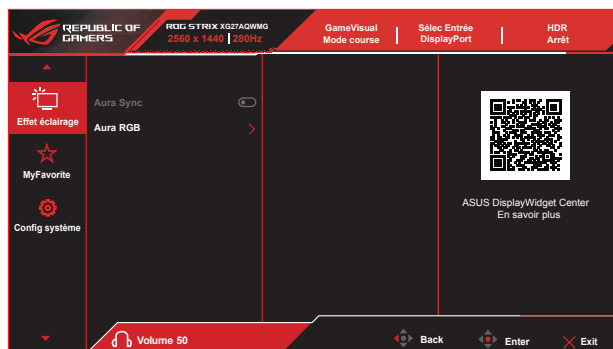 REPUBLIC OF
GAMERS
ROG STRIX XG27AQWMG
2560 x 1440 280Hz
GameVisual
Mode course
Sélec Entrée
DisplayPort
HDR
Arrêt
Effet éclairage
MyFavorite
Config système
Aura Sync
Aura RGB
ASUS DisplayWidget Center
En savoir plus
Volume 50
Back
Enter
Exit